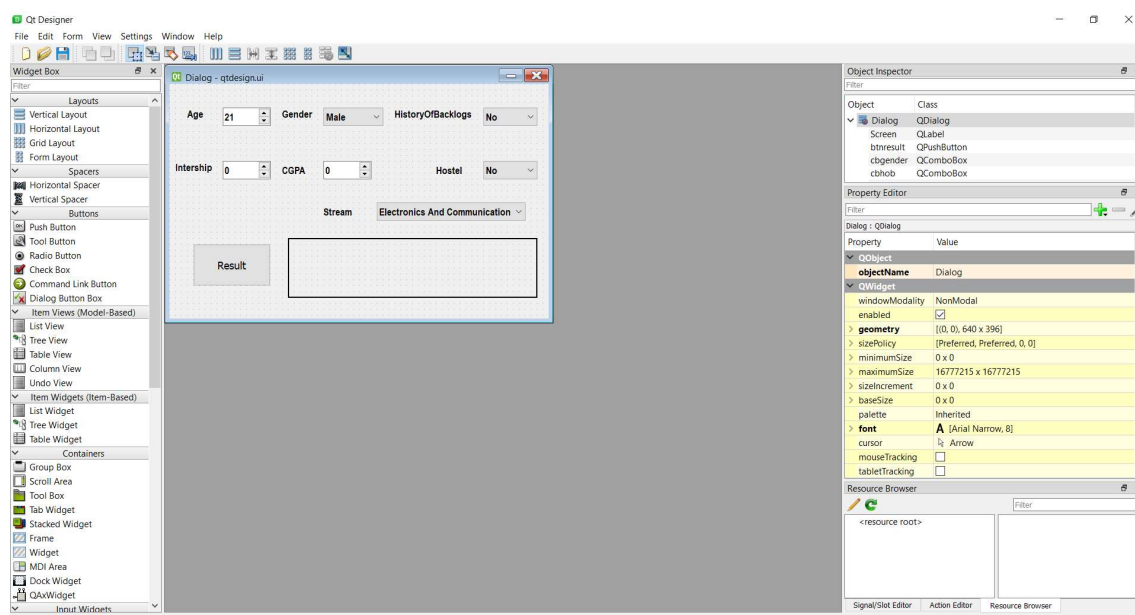 Qt Designer
File Edit Form View Settings Window Help
Widget Box
Filter
Layouts
Vertical Layout
Horizontal Layout
Grid Layout
Form Layout
Spacers
Horizontal Spacer
Vertical Spacer
Buttons
Push Button
Tool Button
Radio Button
Check Box
Command Link Button
Dialog Button Box
Item Views (Model-Based)
List View
Tree View
Table View
Column View
Undo View
Item Widgets (Item-Based)
List Widget
Tree Widget
Table Widget
Containers
Group Box
Scroll Area
Tool Box
Tab Widget
Stacked Widget
Frame
Widget
MDI Area
Dock Widget
QAxWidget
Input Widgets
Dialog - qtdesign.ui
Age 21 Gender Male HistoryOfBacklogs No
Intership 0 CGPA 0 Hostel No
Stream Electronics And Communication
Result
Object Inspector
Filter
Object Class
Dialog QDialog
Screen QLabel
btnresult QPushButton
cbgender QComboBox
cbhob QComboBox
Property Editor
Filter
Dialog : QDialog
Property Value
QObject
objectName Dialog
QWidget
windowModality NonModal
enabled
geometry [(0, 0), 640 x 396]
sizePolicy [Preferred, Preferred, 0, 0]
minimumSize 0 x 0
maximumSize 16777215 x 16777215
sizeIncrement 0 x 0
baseSize 0 x 0
palette Inherited
font A [Arial Narrow, 8]
cursor Arrow
mouseTracking
tabletTracking
Resource Browser
Filter
<resource root>
Signal/Slot Editor Action Editor Resource Browser